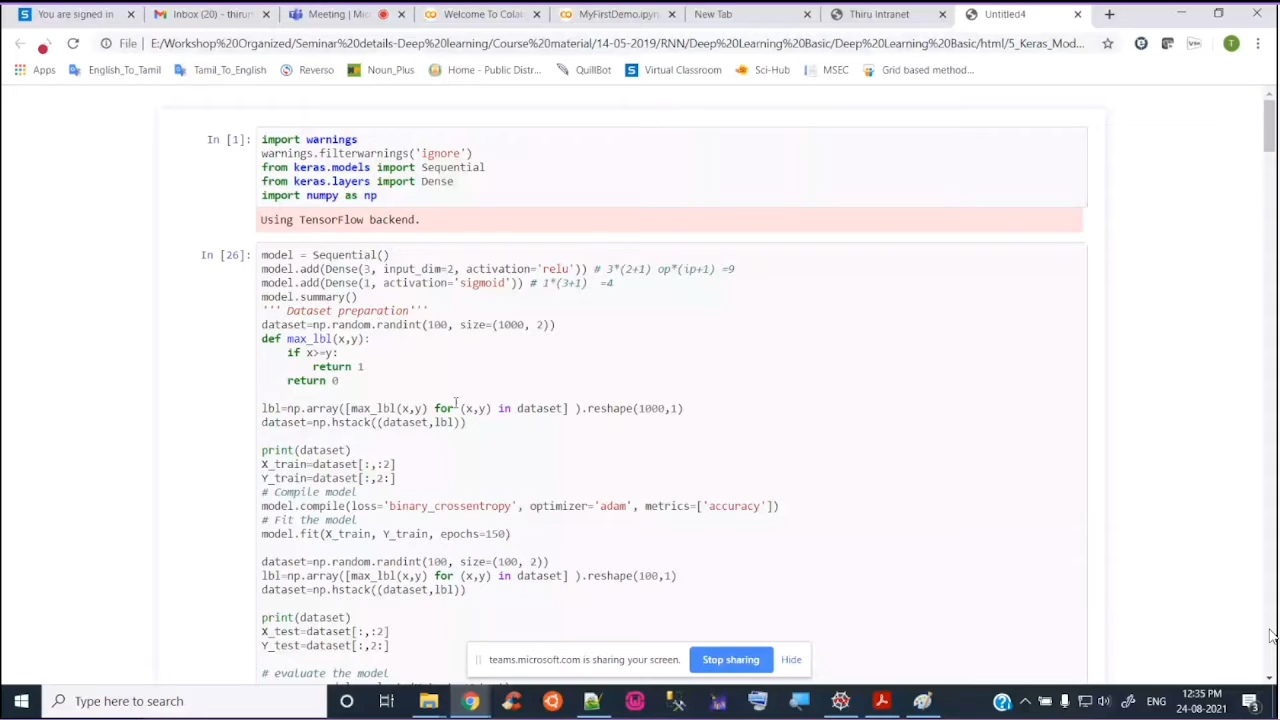 You are signed in
Inbox (20) - thirun
Meeting | Mi
Welcome To Colab
MyFirstDemo.ipyn
New Tab
Thiru Intranet
Untitled4
File | E:/Workshop%20Organized/Seminar%20details-Deep%20learning/Course%20material/14-05-2019/RNN/Deep%20Learning%20Basic/Deep%20Learning%20Basic/html/5_Keras_Mod...
T
Apps
English_To_Tamil
Tamil_To_English
Reverso
Noun_Plus
Home - Public Distr...
QuillBot
Virtual Classroom
Sci-Hub
MSEC
Grid based method...
In [1]:
import warnings
warnings.filterwarnings('ignore')
from keras.models import Sequential
from keras.layers import Dense
import numpy as np
Using TensorFlow backend.
In [26]:
model = Sequential()
model.add(Dense(3, input_dim=2, activation='relu')) # 3*(2+1) op*(ip+1) =9
model.add(Dense(1, activation='sigmoid')) # 1*(3+1)  =4
model.summary()
''' Dataset preparation'''
dataset=np.random.randint(100, size=(1000, 2))
def max_lbl(x,y):
    if x>=y:
        return 1
    return 0
lbl=np.array([max_lbl(x,y) for (x,y) in dataset] ).reshape(1000,1)
dataset=np.hstack((dataset,lbl))
print(dataset)
X_train=dataset[:,:2]
Y_train=dataset[:,2:]
# Compile model
model.compile(loss='binary_crossentropy', optimizer='adam', metrics=['accuracy'])
# Fit the model
model.fit(X_train, Y_train, epochs=150)
dataset=np.random.randint(100, size=(100, 2))
lbl=np.array([max_lbl(x,y) for (x,y) in dataset] ).reshape(100,1)
dataset=np.hstack((dataset,lbl))
print(dataset)
X_test=dataset[:,:2]
Y_test=dataset[:,2:]
# evaluate the model
teams.microsoft.com is sharing your screen.
Stop sharing
Hide
Type here to search
ENG
12:35 PM
24-08-2021
3